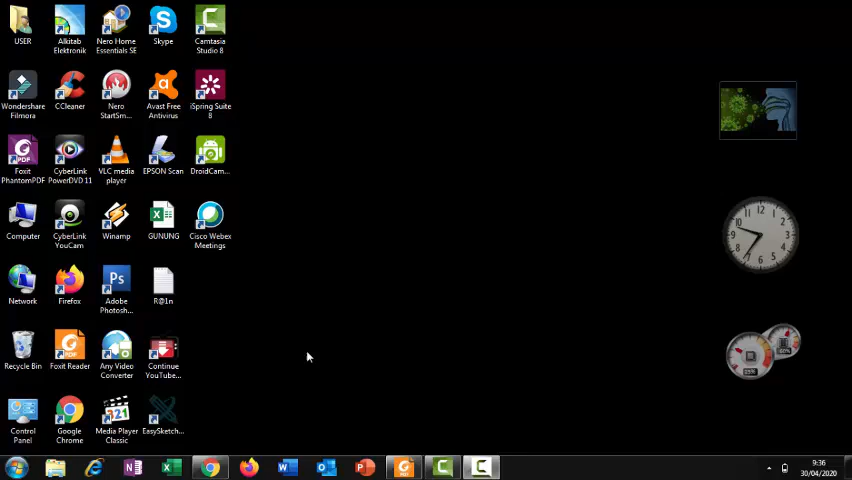 USER
Alkitab
Elektronik
Nero Home
Essentials SE
Skype
Camtasia
Studio 8
Wondershare
Filmora
CCleaner
Nero
StartSm...
Avast Free
Antivirus
iSpring Suite
8
Foxit
PhantomPDF
CyberLink
PowerDVD 11
VLC media
player
EPSON Scan
DroidCam...
Computer
CyberLink
YouCam
Winamp
GUNUNG
Cisco Webex
Meetings
Network
Firefox
Adobe
Photosh...
R@1n
Recycle Bin
Foxit Reader
Any Video
Converter
Continue
YouTube...
Control
Panel
Google
Chrome
Media Player
Classic
EasySketch...
9:36
30/04/2020